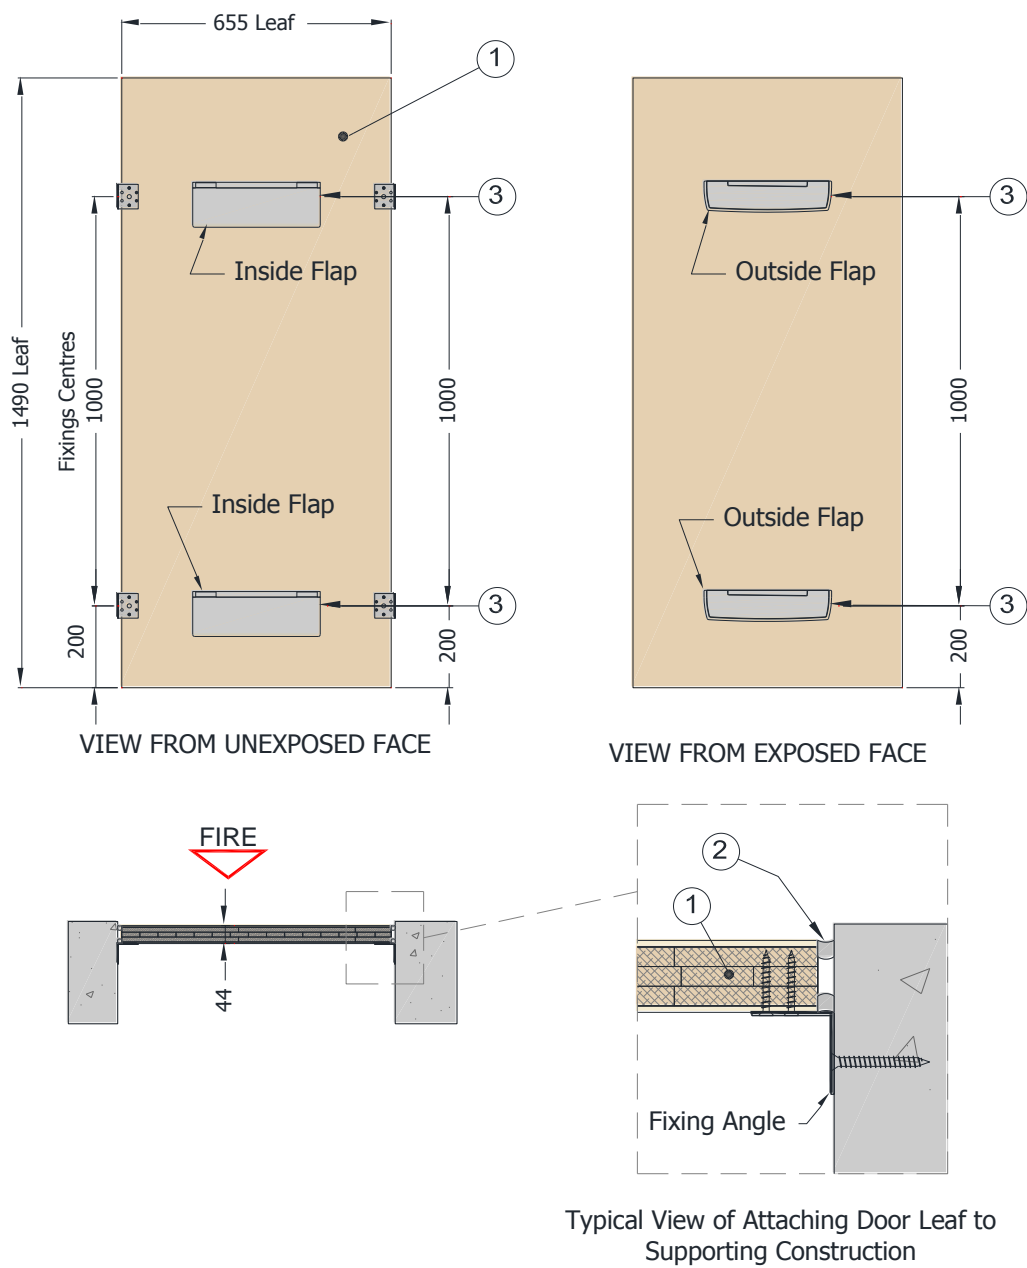 655 Leaf
1
3
3
1490 Leaf
Fixings Centres
1000
1000
1000
Inside Flap
Outside Flap
Inside Flap
Outside Flap
3
3
200
200
200
VIEW FROM UNEXPOSED FACE
VIEW FROM EXPOSED FACE
FIRE
44
2
1
Fixing Angle
Typical View of Attaching Door Leaf to
Supporting Construction